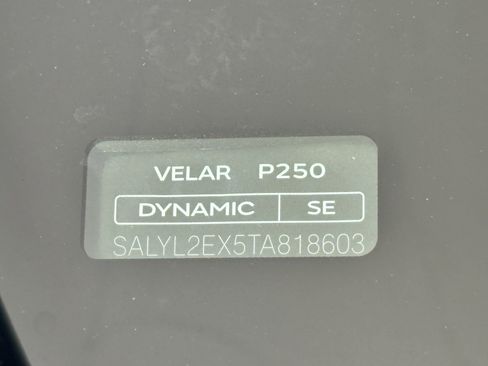 VELAR P250
DYNAMIC SE
SALYL2EX5TA818603